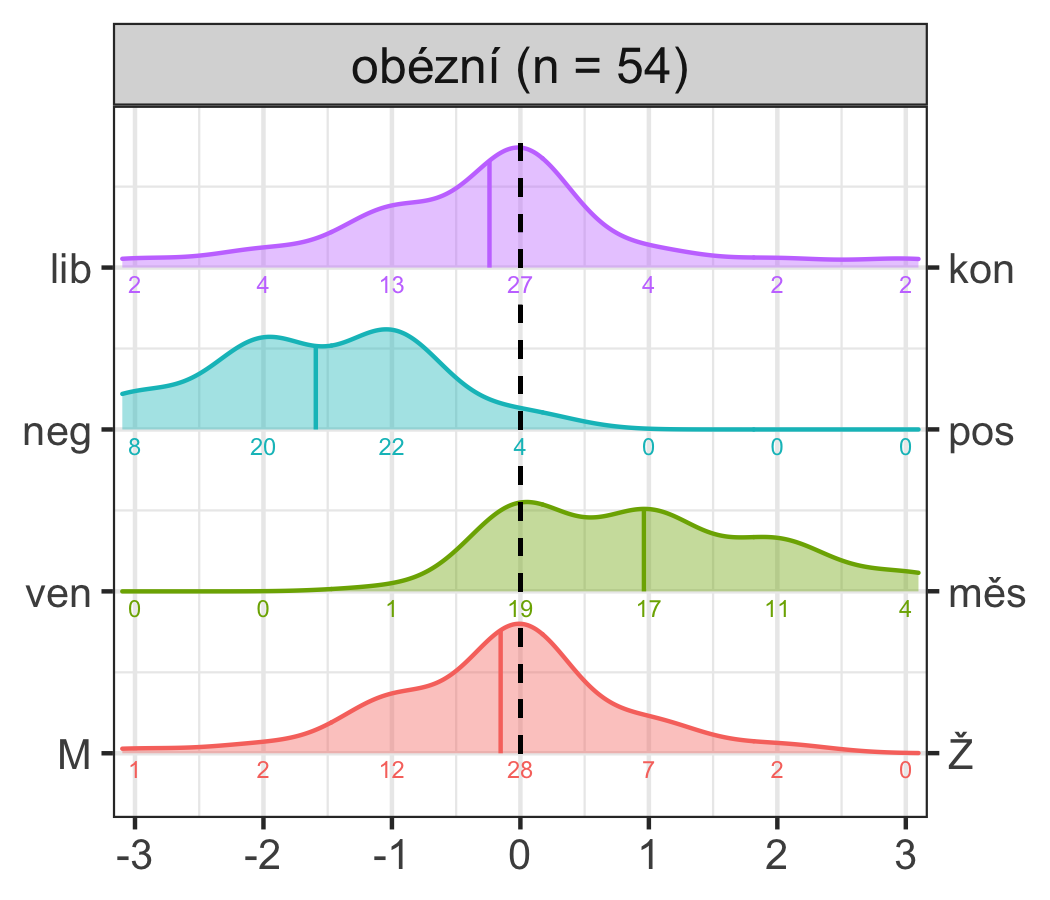 obézní (n = 54)
lib kon
2 4 13 27 4 2 2
neg pos
8 20 22 4 0 0 0
ven měs
0 0 1 19 17 11 4
M Ž
1 2 12 28 7 2 0
-3 -2 -1 0 1 2 3